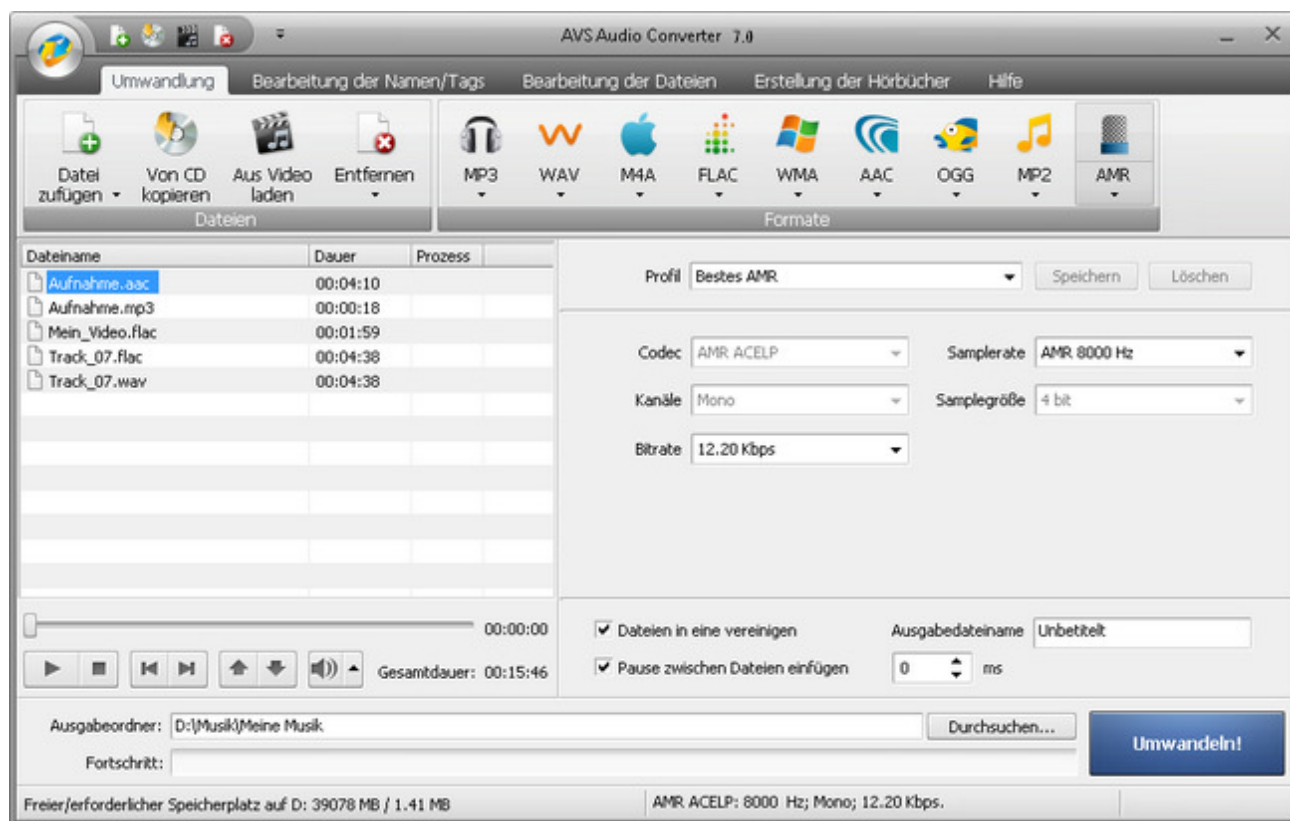 AVS Audio Converter 7.0
Umwandlung Bearbeitung der Namen/Tags Bearbeitung der Dateien Erstellung der Hörbücher Hilfe
Datei zufügen
Von CD kopieren
Aus Video laden
Entfernen
MP3 WAV M4A FLAC WMA AAC OGG MP2 AMR
Dateien
Formate
Dateiname Dauer Prozess
Aufnahme.aac 00:04:10
Aufnahme.mp3 00:00:18
Mein_Video.flac 00:01:59
Track_07.flac 00:04:38
Track_07.wav 00:04:38
Profil Bestes AMR Speichern Löschen
Codec AMR ACELP Samplerate AMR 8000 Hz
Kanäle Mono Samplegröße 4 bit
Bitrate 12.20 Kbps
00:00:00
Gesamtdauer: 00:15:46
Dateien in eine vereinigen Ausgabedateiname Unbetitelt
Pause zwischen Dateien einfügen 0 ms
Ausgabeordner: D:\Musik\Meine Musik Durchsuchen...
Umwandeln!
Fortschritt:
Freier/erforderlicher Speicherplatz auf D: 39078 MB / 1.41 MB
AMR ACELP: 8000 Hz; Mono; 12.20 Kbps.